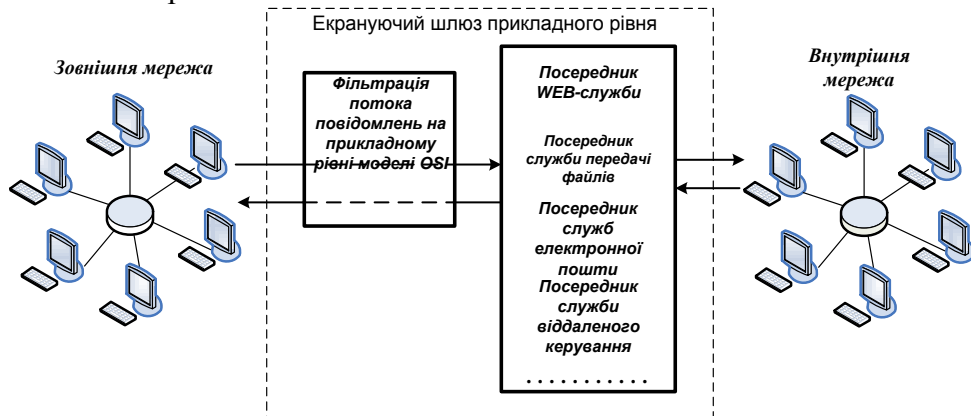 Екрануючий шлюз прикладного рівня
Зовнішня мережа
Фільтрація
потока
повідомлень на
прикладному
рівні моделі OSI
Посередник
WEB-служби
Посередник
служби передачі
файлів
Посередник
служб
електронної
пошти
Посередник
служби
віддаленого
керування
. . . . . . . . . . .
Внутрішня
мережа